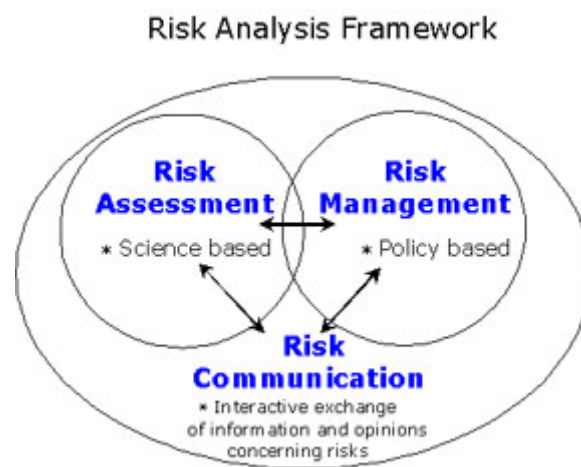 Risk Analysis Framework
Risk
Assessment
* Science based
Risk
Management
* Policy based
Risk
Communication
* Interactive exchange
of information and opinions
concerning risks